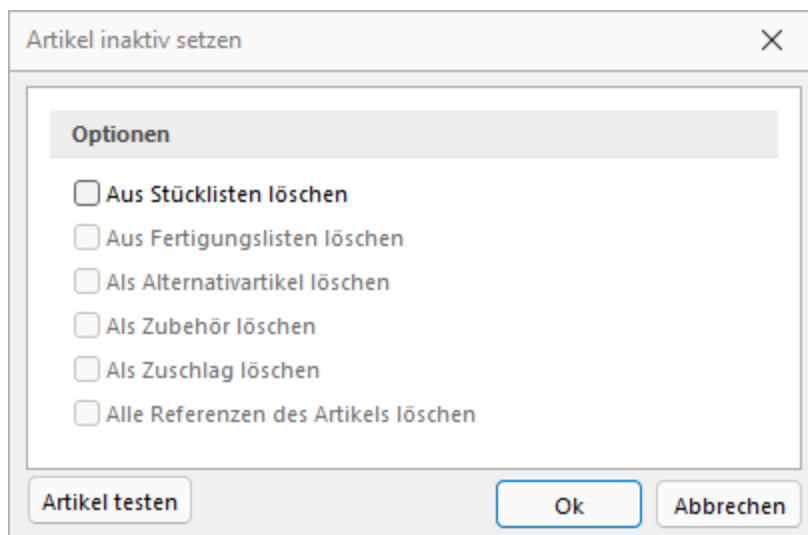 Artikel inaktiv setzen
Optionen
Aus Stücklisten löschen
Aus Fertigungslisten löschen
Als Alternativartikel löschen
Als Zubehör löschen
Als Zuschlag löschen
Alle Referenzen des Artikels löschen
Artikel testen
Ok
Abbrechen